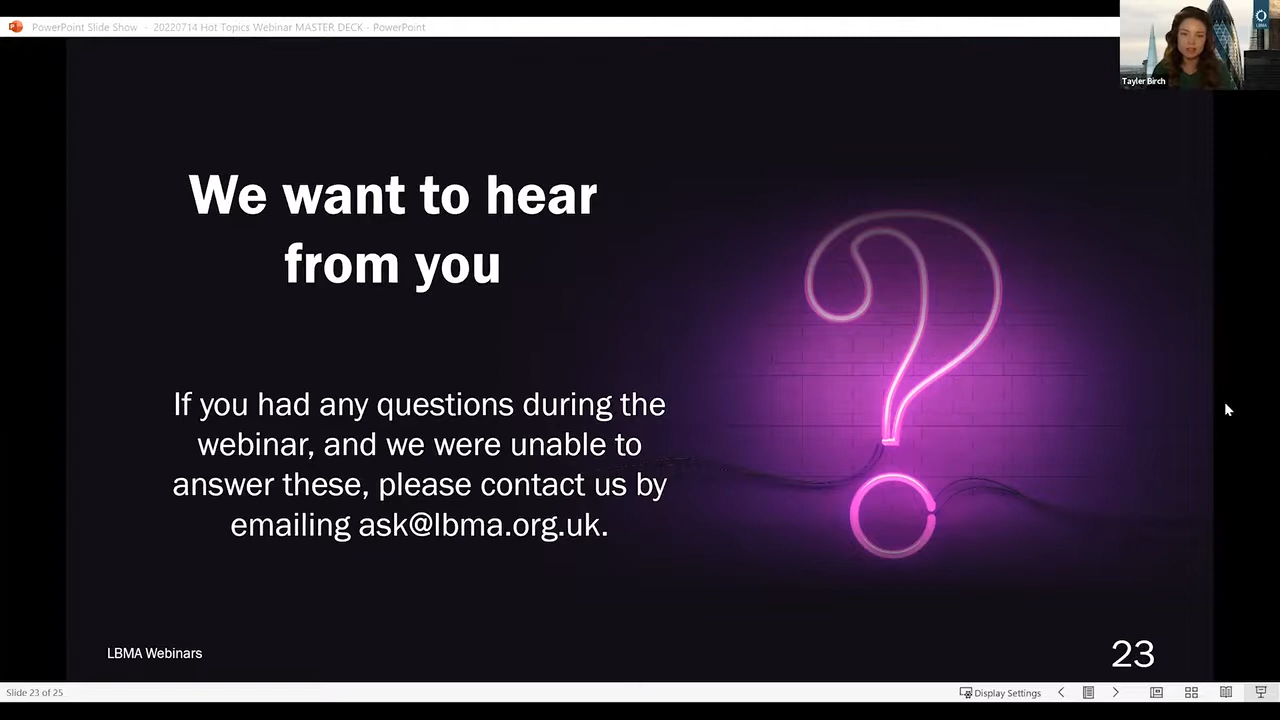 PowerPoint Slide Show - 20220714 Hot Topics Webinar MASTER DECK - PowerPoint
LBMA
Tayler Birch
We want to hear
from you
If you had any questions during the
webinar, and we were unable to
answer these, please contact us by
emailing ask@lbma.org.uk.
LBMA Webinars
23
Slide 23 of 25
Display Settings